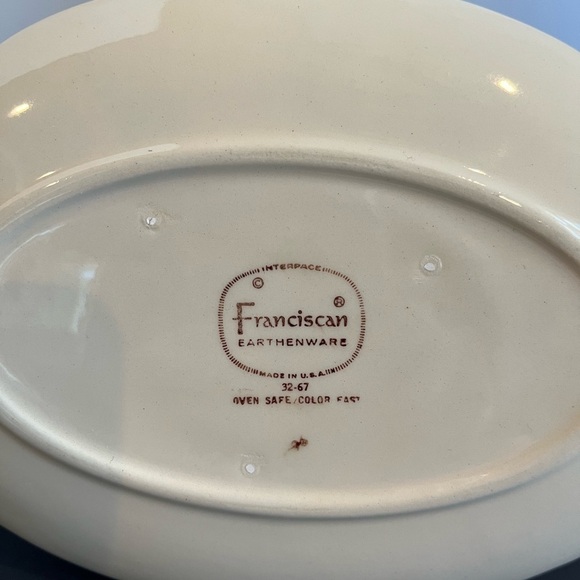 INTERPACE
©
®
Franciscan
EARTHENWARE
MADE IN U.S.A.
32-67
OVEN SAFE/COLOR FAST